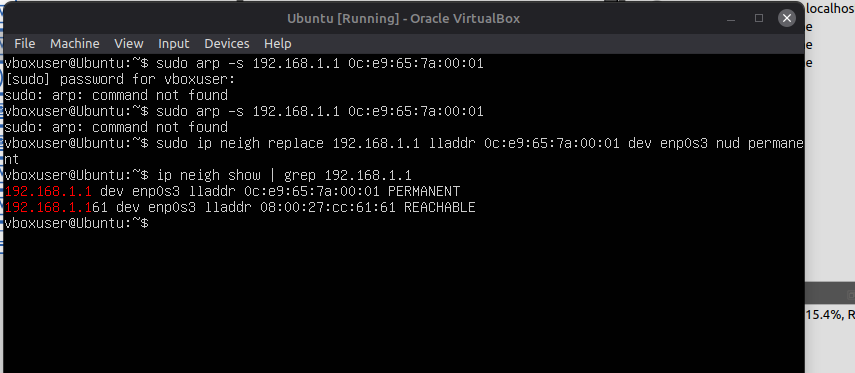 Ubuntu [Running] - Oracle VirtualBox
File Machine View Input Devices Help
vboxuser@Ubuntu:~$ sudo arp -s 192.168.1.1 0c:e9:65:7a:00:01
[sudo] password for vboxuser:
sudo: arp: command not found
vboxuser@Ubuntu:~$ sudo arp -s 192.168.1.1 0c:e9:65:7a:00:01
sudo: arp: command not found
vboxuser@Ubuntu:~$ sudo ip neigh replace 192.168.1.1 lladdr 0c:e9:65:7a:00:01 dev enp0s3 nud permane
nt
vboxuser@Ubuntu:~$ ip neigh show | grep 192.168.1.1
192.168.1.1 dev enp0s3 lladdr 0c:e9:65:7a:00:01 PERMANENT
192.168.1.161 dev enp0s3 lladdr 08:00:27:cc:61:61 REACHABLE
vboxuser@Ubuntu:~$
localhos
e
e
e
15.4%, R